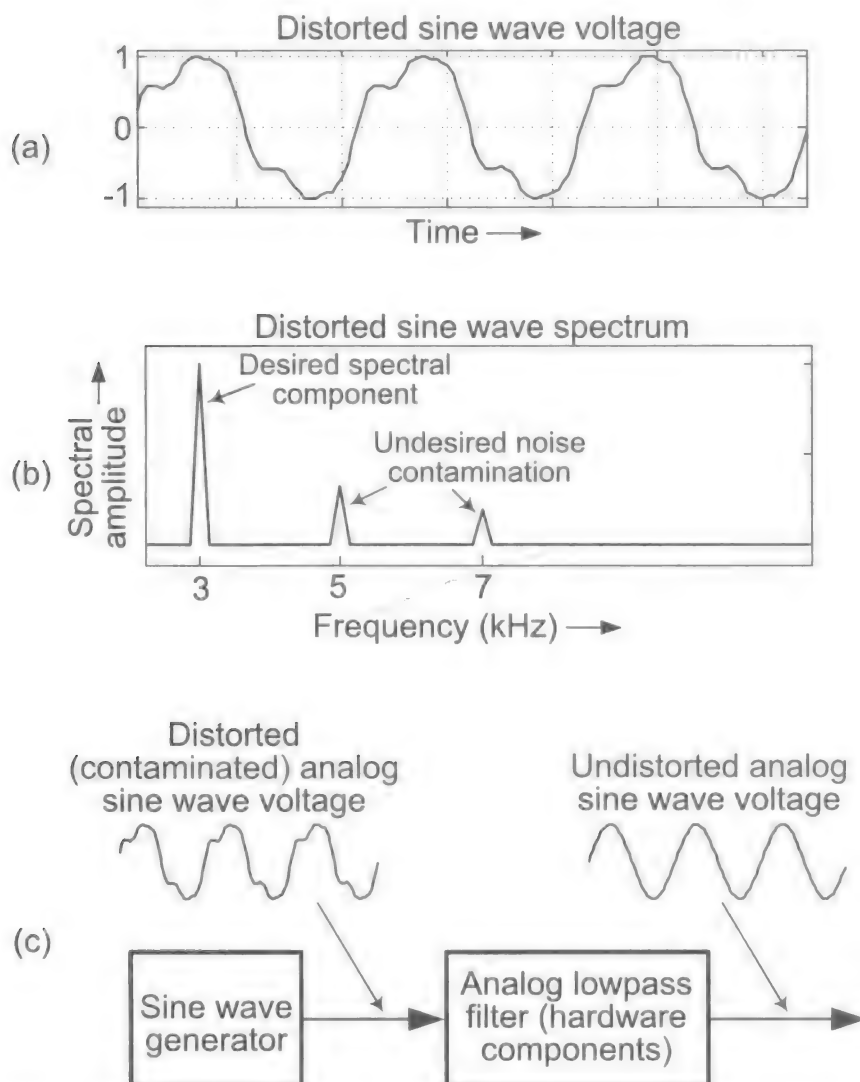 Distorted sine wave voltage
1
0
-1
(a)
Time
Distorted sine wave spectrum
Desired spectral
component
Undesired noise
contamination
Spectral
amplitude
(b)
3 5 7
Frequency (kHz)
Distorted
(contaminated) analog
sine wave voltage
Undistorted analog
sine wave voltage
(c)
Sine wave
generator
Analog lowpass
filter (hardware
components)